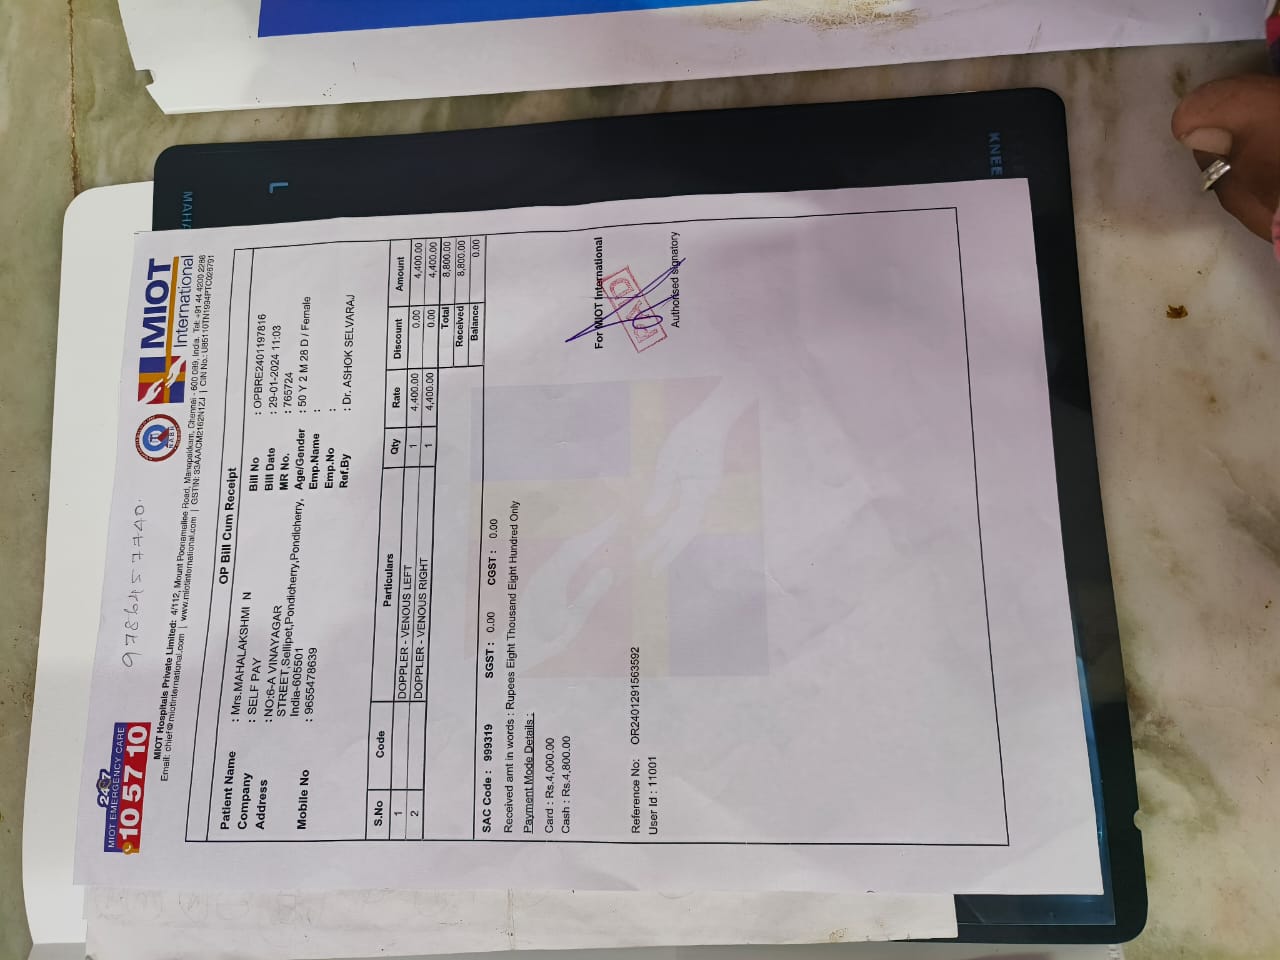 MAHA
L
KNEE
9786457740.
24x7
MIOT EMERGENCY CARE
10 57 10
MIOT
International
MIOT Hospitals Private Limited: 4/112, Mount Poonamallee Road, Manapakkam, Chennai - 600 089, India. Tel: +91 44 4200 2288
Email: chief@miotinternational.com | www.miotinternational.com | GSTIN: 33AAACM2162N1ZJ | CIN No.: U85110TN1994PTC026791
OP Bill Cum Receipt
Patient Name : Mrs.MAHALAKSHMI N Bill No : OPBRE2401197816
Company : SELF PAY Bill Date : 29-01-2024 11:03
Address : NO:6-A VINAYAGAR MR No. : 765724
STREET,Sellipet,Pondicherry,Pondicherry, Age/Gender : 50 Y 2 M 28 D / Female
India-605501 Emp.Name :
Mobile No : 9655478639 Emp.No :
Ref.By : Dr. ASHOK SELVARAJ
S.No Code Particulars Qty Rate Discount Amount
1 DOPPLER - VENOUS LEFT 1 4,400.00 0.00 4,400.00
2 DOPPLER - VENOUS RIGHT 1 4,400.00 0.00 4,400.00
Total 8,800.00
Received 8,800.00
Balance 0.00
SAC Code : 999319 SGST : 0.00 CGST : 0.00
Received amt in words : Rupees Eight Thousand Eight Hundred Only
Payment Mode Details :
Card : Rs.4,000.00
Cash : Rs.4,800.00
For MIOT International
PAID
Authorised signatory
Reference No: OR2401291563592
User Id : 11001